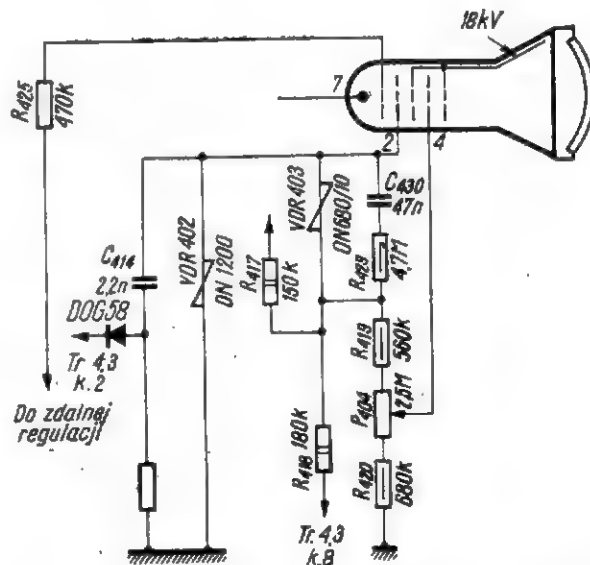 18kV
R425
470k
7
2
4
C430
47n
VDR 403
ON680/10
VDR 402
ON 1200
R417
150k
R429
4,7M
C414
2,2n
DOG58
Tr 4,3
k.2
Do zdalnej
regulacji
R419
560k
P404
2,5M
R418
180k
R420
680k
Tr. 4,3
k.8